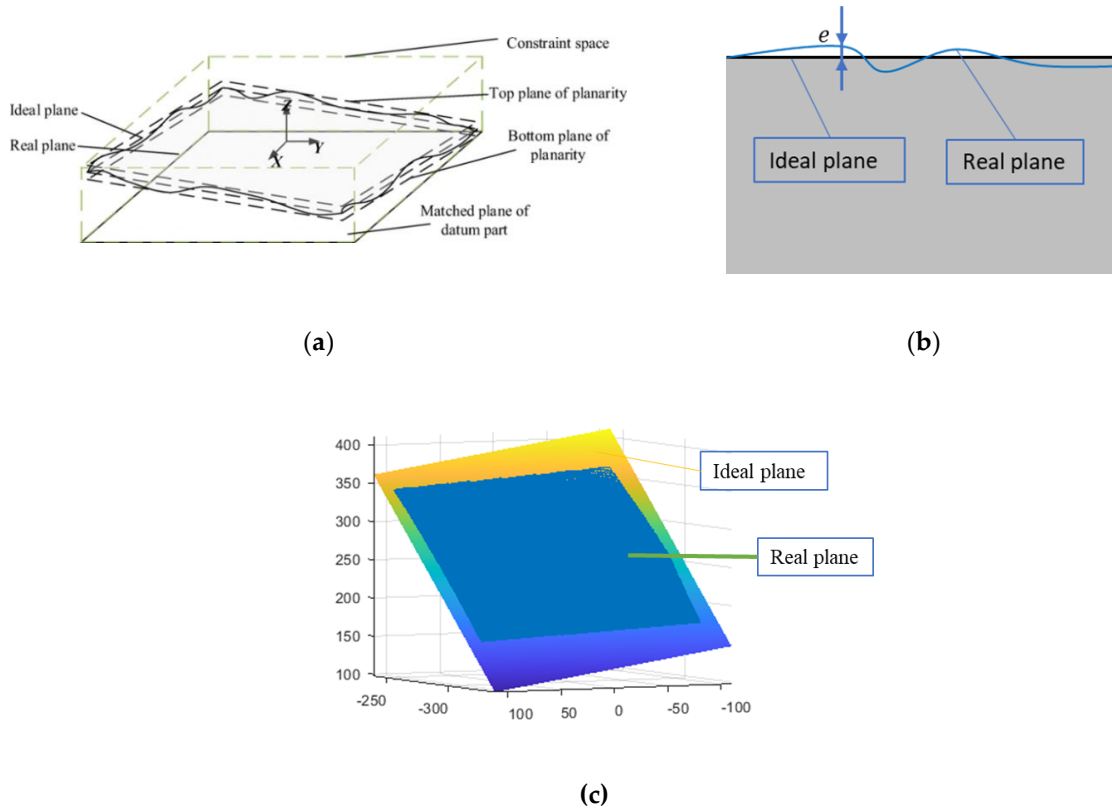 Constraint space
Top plane of planarity
Ideal plane
Real plane
Bottom plane of
planarity
Matched plane of
datum part
Z
Y
X
(a)
e
Ideal plane
Real plane
(b)
400
350
300
250
200
150
100
-250
-300
100
50
0
-50
-100
Ideal plane
Real plane
(c)